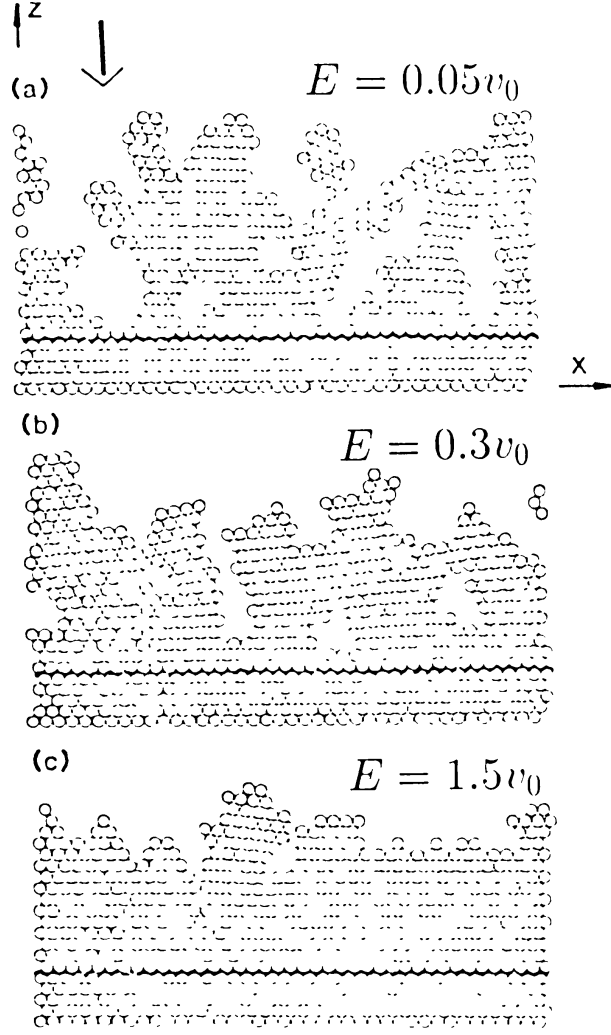 Z
(a)
E = 0.05v₀
X
(b)
E = 0.3v₀
(c)
E = 1.5v₀